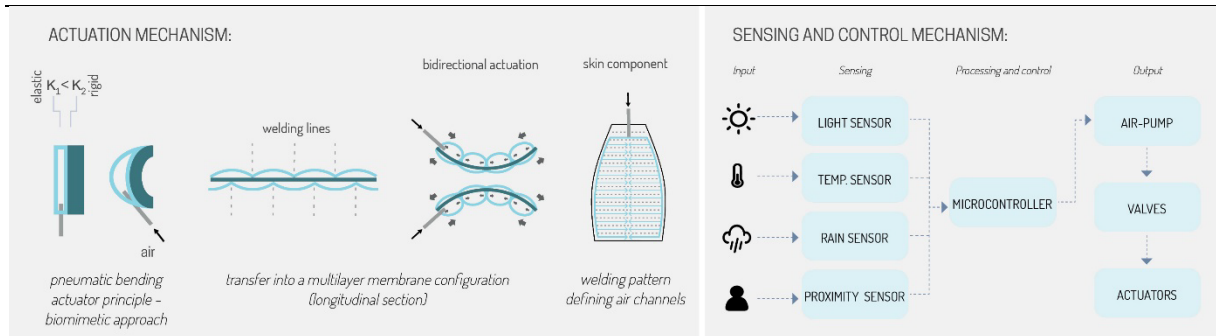 ACTUATION MECHANISM:
elastic
K1 < K2
rigid
air
pneumatic bending
actuator principle –
biomimetic approach
welding lines
bidirectional actuation
transfer into a multilayer membrane configuration
(longitudinal section)
skin component
welding pattern
defining air channels
SENSING AND CONTROL MECHANISM:
Input
Sensing
Processing and control
Output
LIGHT SENSOR
TEMP. SENSOR
RAIN SENSOR
PROXIMITY SENSOR
MICROCONTROLLER
AIR-PUMP
VALVES
ACTUATORS